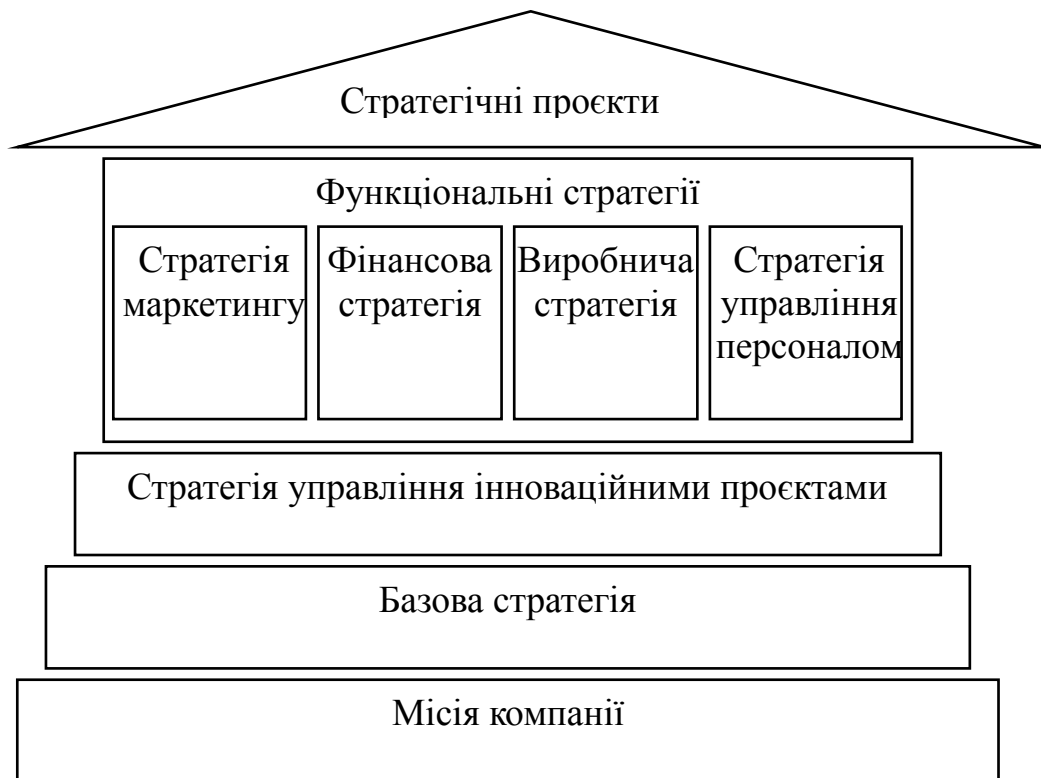 Стратегічні проєкти
Функціональні стратегії
Стратегія
маркетингу
Фінансова
стратегія
Виробнича
стратегія
Стратегія
управління
персоналом
Стратегія управління інноваційними проєктами
Базова стратегія
Місія компанії